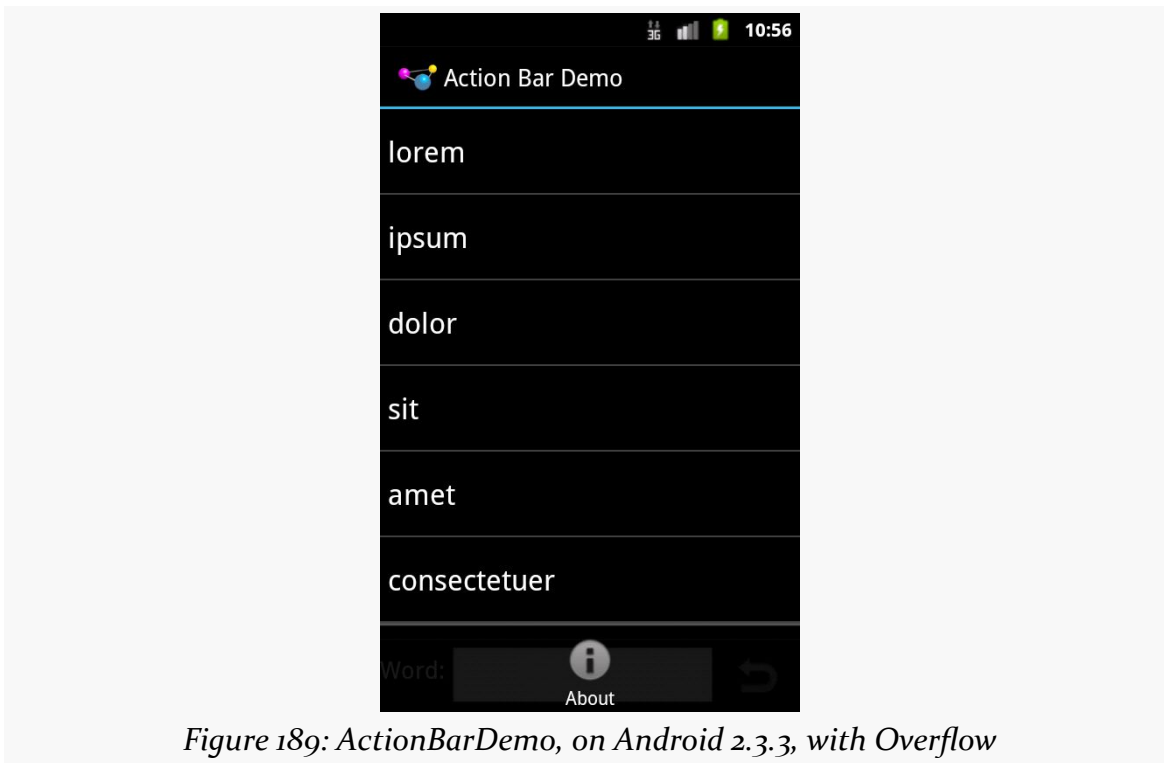 3G 10:56
Action Bar Demo
lorem
ipsum
dolor
sit
amet
consectetuer
Word:
About
Figure 189: ActionBarDemo, on Android 2.3.3, with Overflow